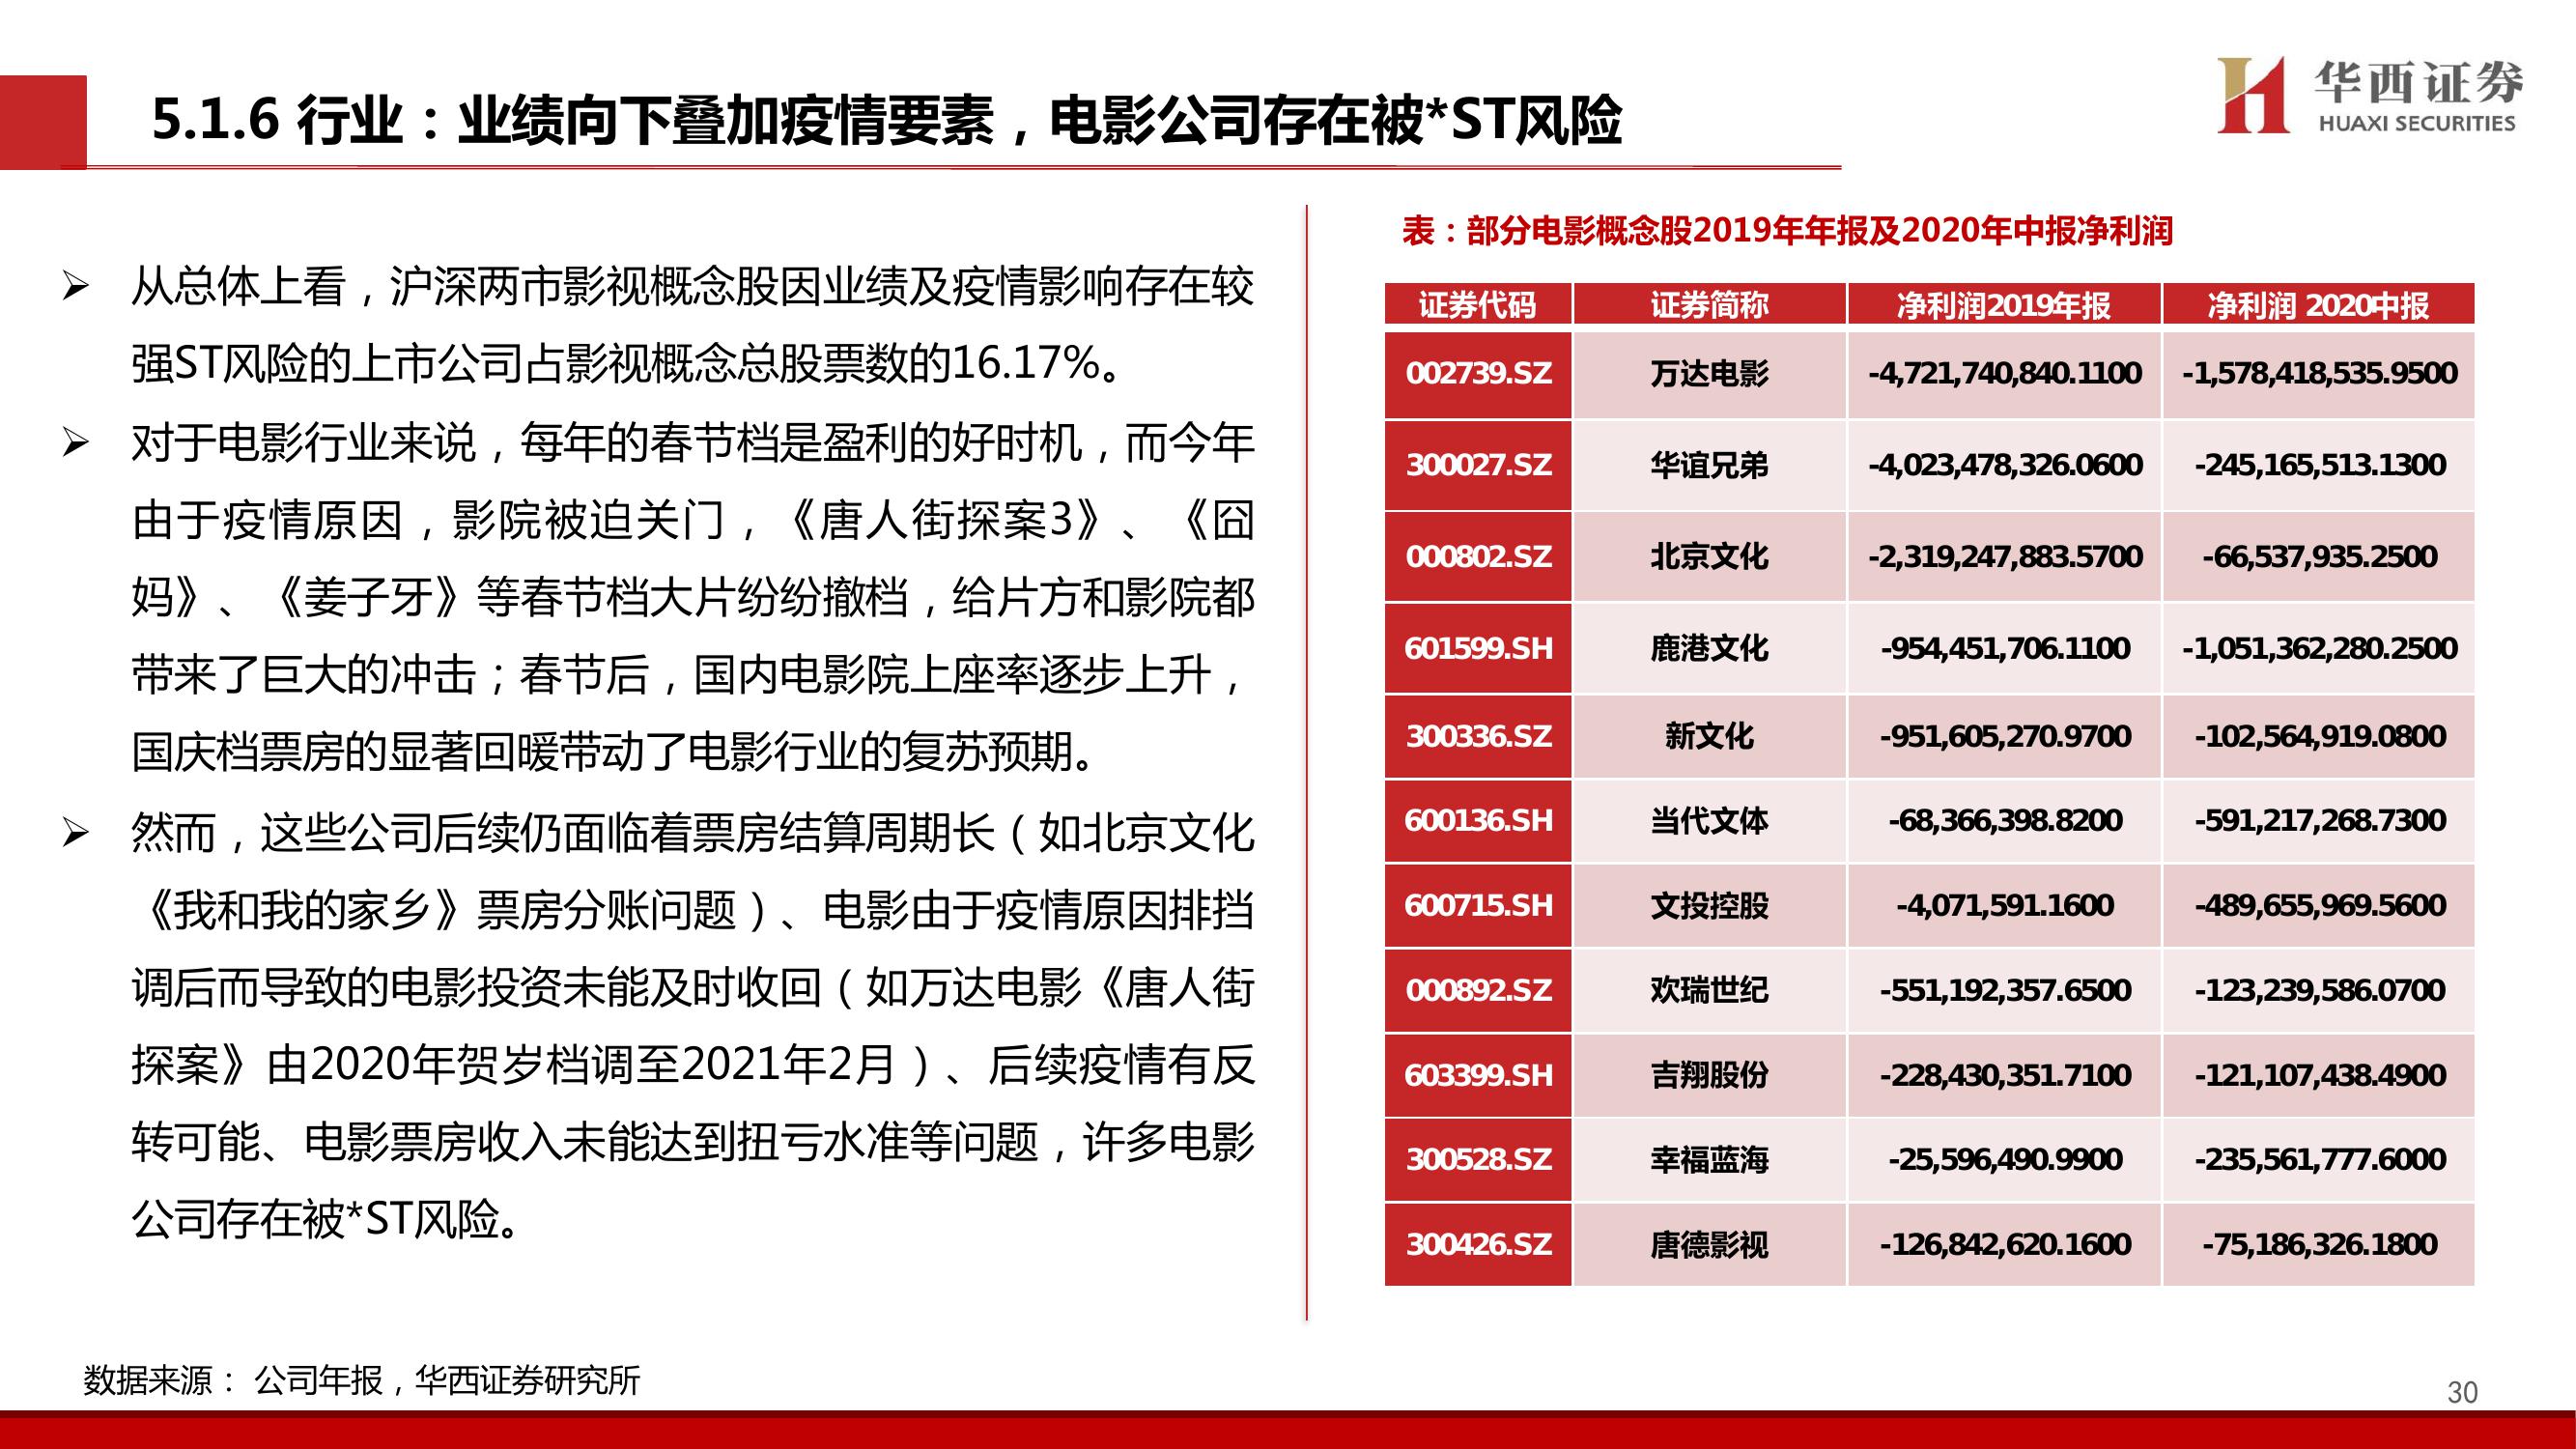 5.1.6 行业：业绩向下叠加疫情要素，电影公司存在被*ST风险
华西证券
HUAXI SECURITIES
➢ 从总体上看，沪深两市影视概念股因业绩及疫情影响存在较
强ST风险的上市公司占影视概念总股票数的16.17%。
➢ 对于电影行业来说，每年的春节档是盈利的好时机，而今年
由于疫情原因，影院被迫关门，《唐人街探案3》、《囧
妈》、《姜子牙》等春节档大片纷纷撤档，给片方和影院都
带来了巨大的冲击；春节后，国内电影院上座率逐步上升，
国庆档票房的显著回暖带动了电影行业的复苏预期。
➢ 然而，这些公司后续仍面临着票房结算周期长（如北京文化
《我和我的家乡》票房分账问题）、电影由于疫情原因排挡
调后而导致的电影投资未能及时收回（如万达电影《唐人街
探案》由2020年贺岁档调至2021年2月）、后续疫情有反
转可能、电影票房收入未能达到扭亏水准等问题，许多电影
公司存在被*ST风险。
表：部分电影概念股2019年年报及2020年中报净利润
证券代码 证券简称 净利润2019年报 净利润 2020中报
002739.SZ 万达电影 -4,721,740,840.1100 -1,578,418,535.9500
300027.SZ 华谊兄弟 -4,023,478,326.0600 -245,165,513.1300
000802.SZ 北京文化 -2,319,247,883.5700 -66,537,935.2500
601599.SH 鹿港文化 -954,451,706.1100 -1,051,362,280.2500
300336.SZ 新文化 -951,605,270.9700 -102,564,919.0800
600136.SH 当代文体 -68,366,398.8200 -591,217,268.7300
600715.SH 文投控股 -4,071,591.1600 -489,655,969.5600
000892.SZ 欢瑞世纪 -551,192,357.6500 -123,239,586.0700
603399.SH 吉翔股份 -228,430,351.7100 -121,107,438.4900
300528.SZ 幸福蓝海 -25,596,490.9900 -235,561,777.6000
300426.SZ 唐德影视 -126,842,620.1600 -75,186,326.1800
数据来源： 公司年报，华西证券研究所
30